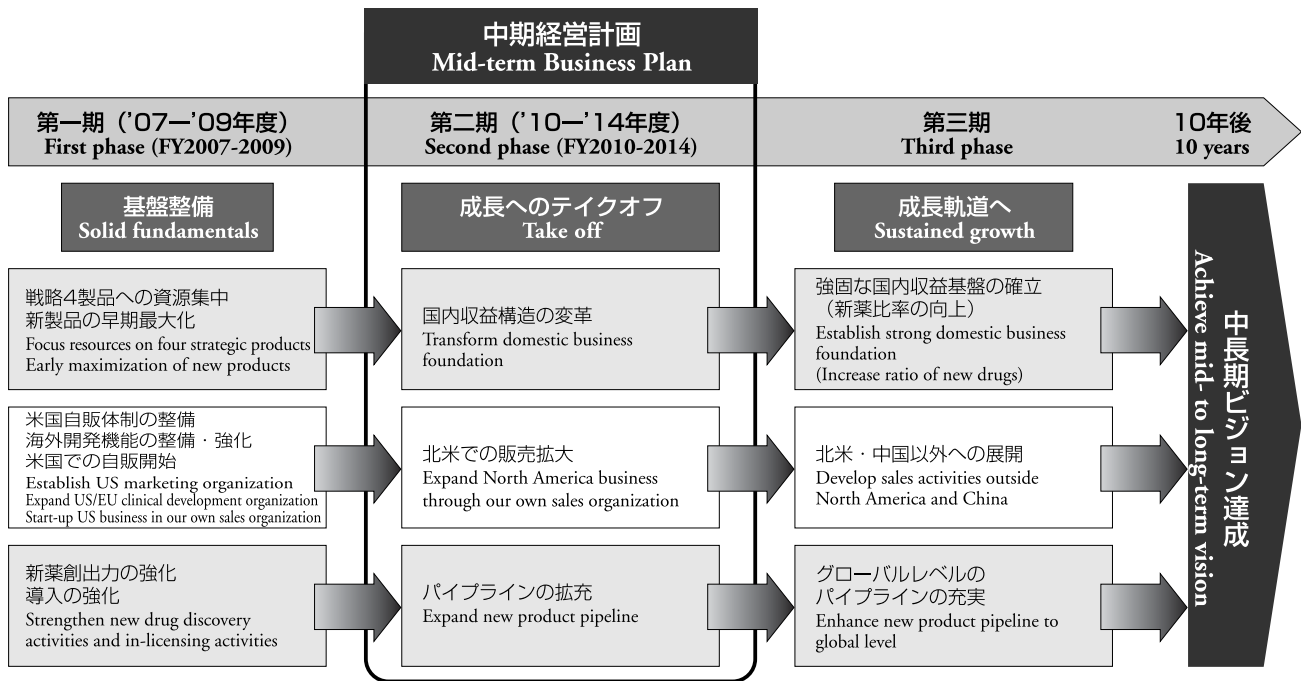 中期経営計画
Mid-term Business Plan
第一期（’07―’09年度）
First phase (FY2007-2009)
第二期（’10―’14年度）
Second phase (FY2010-2014)
第三期
Third phase
10年後
10 years
基盤整備
Solid fundamentals
成長へのテイクオフ
Take off
成長軌道へ
Sustained growth
戦略4製品への資源集中
新製品の早期最大化
Focus resources on four strategic products
Early maximization of new products
国内収益構造の変革
Transform domestic business
foundation
強固な国内収益基盤の確立
（新薬比率の向上）
Establish strong domestic business
foundation
(Increase ratio of new drugs)
米国自販体制の整備
海外開発機能の整備・強化
米国での自販開始
Establish US marketing organization
Expand US/EU clinical development organization
Start-up US business in our own sales organization
北米での販売拡大
Expand North America business
through our own sales organization
北米・中国以外への展開
Develop sales activities outside
North America and China
新薬創出力の強化
導入の強化
Strengthen new drug discovery
activities and in-licensing activities
パイプラインの拡充
Expand new product pipeline
グローバルレベルの
パイプラインの充実
Enhance new product pipeline to
global level
中長期ビジョン達成
Achieve mid- to long-term vision